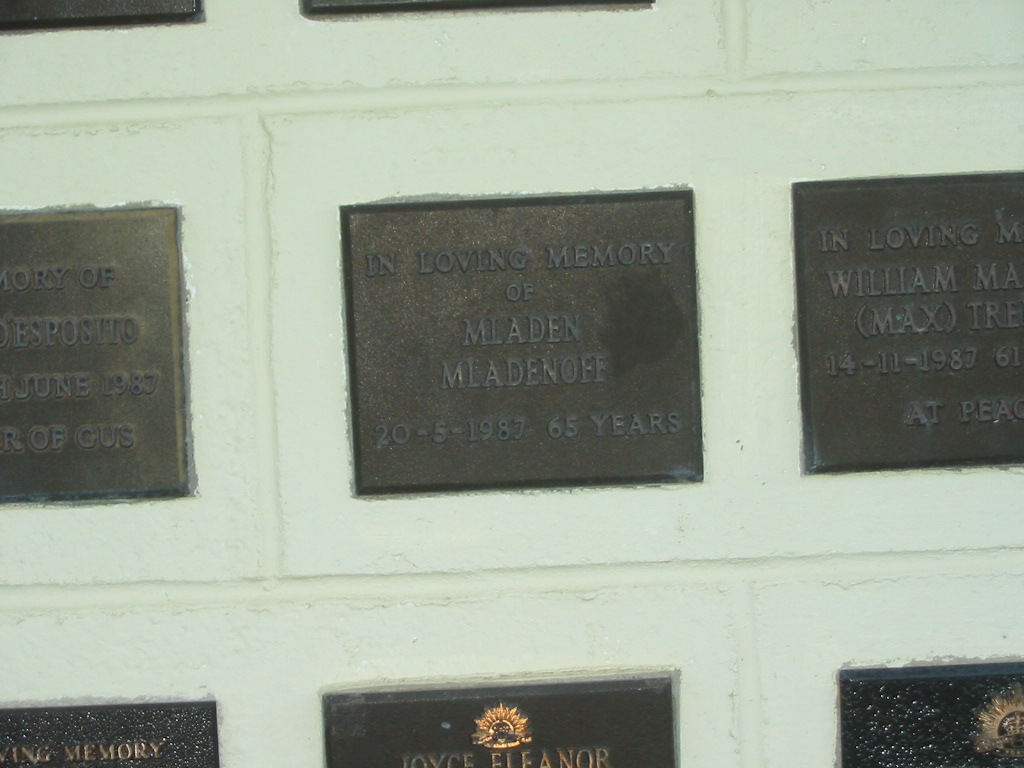 MORY OF
D'ESPOSITO
JUNE 1987
R OF GUS
IN LOVING MEMORY
OF
MLADEN
MLADENOFF
20-5-1987 65 YEARS
IN LOVING M
WILLIAM MA
(MAX) TRE
14-11-1987 61
AT PEAC
VING MEMORY
JOYCE ELEANOR